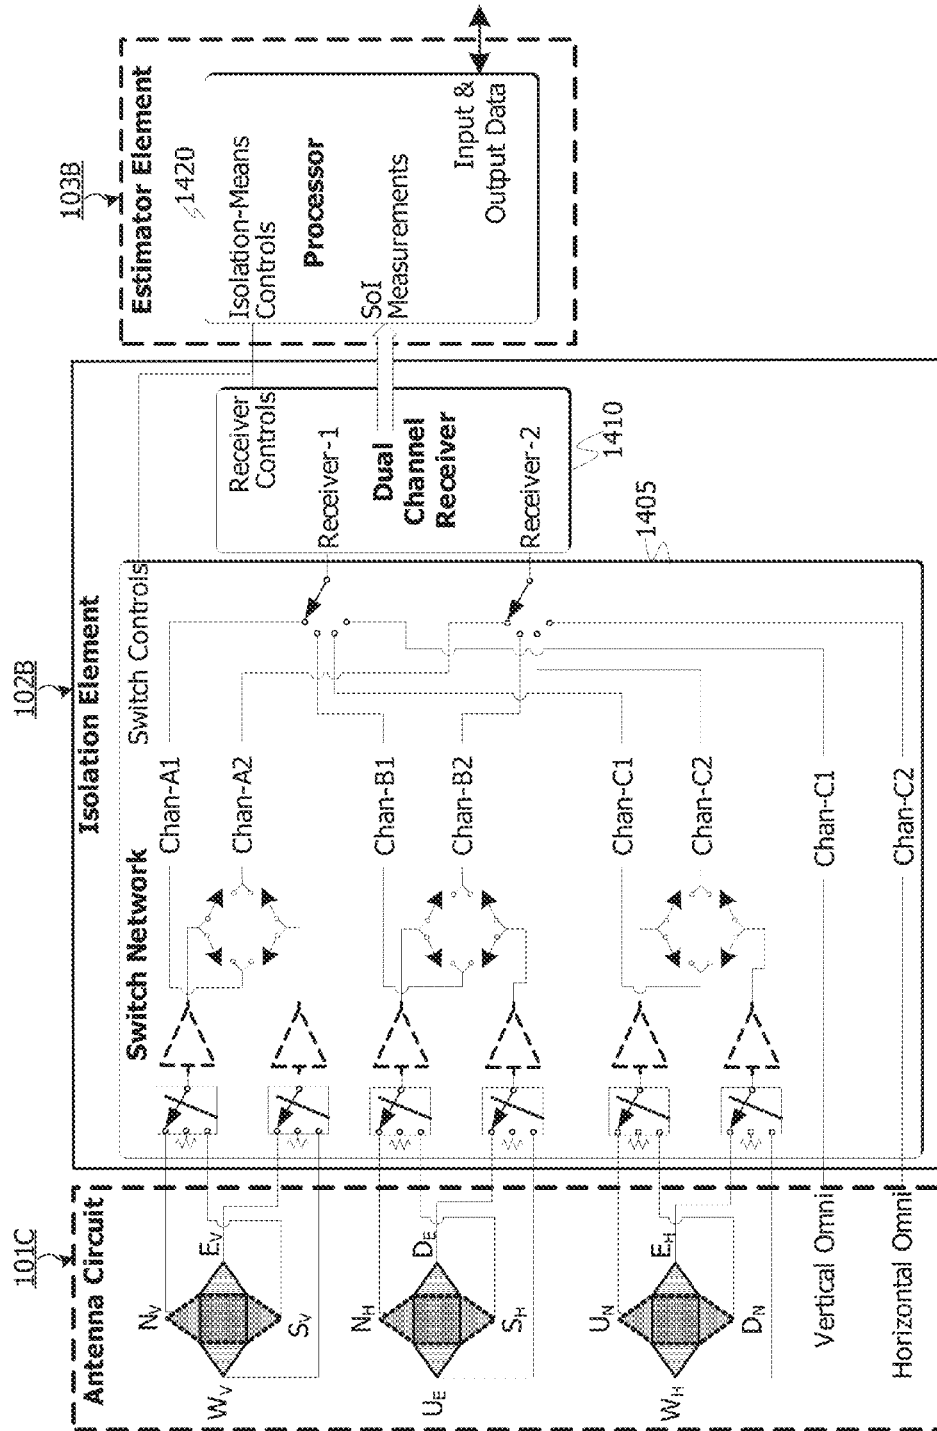 101C
Antenna Circuit
N_V
E_V
S_V
W_V
N_H
D_E
S_H
U_E
U_N
E_H
D_N
W_H
Vertical Omni
Horizontal Omni
102B
Isolation Element
Switch Network
Switch Controls
Chan-A1
Chan-A2
Chan-B1
Chan-B2
Chan-C1
Chan-C2
Chan-C1
Chan-C2
1405
Receiver
Controls
Receiver-1
Dual
Channel
Receiver
Receiver-2
1410
103B
Estimator Element
1420
Isolation-Means
Controls
Processor
SoI
Measurements
Input &
Output Data